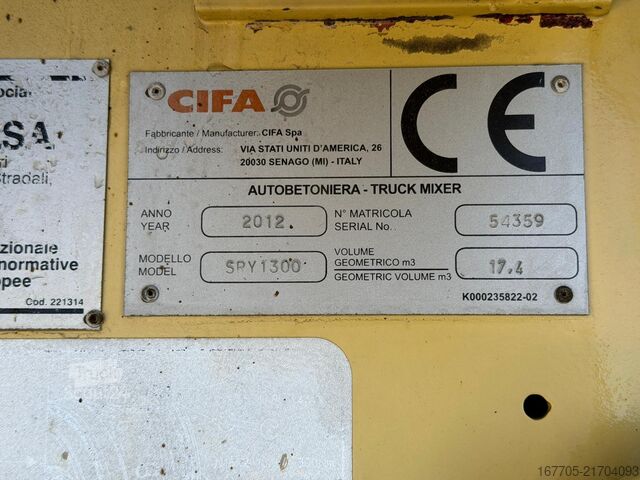 ocial
SA
Stradali,
zionale
normative
opee
Cod. 221314
CIFA
CE
Fabbricante / Manufacturer: CIFA Spa
Indirizzo / Address: VIA STATI UNITI D'AMERICA, 26
20030 SENAGO (MI) - ITALY
AUTOBETONIERA - TRUCK MIXER
ANNO
YEAR
2012
N° MATRICOLA
SERIAL No.
54359
MODELLO
MODEL
SRY1300
VOLUME
GEOMETRICO m3
GEOMETRIC VOLUME m3
17.4
K000235822-02
167705-21704093